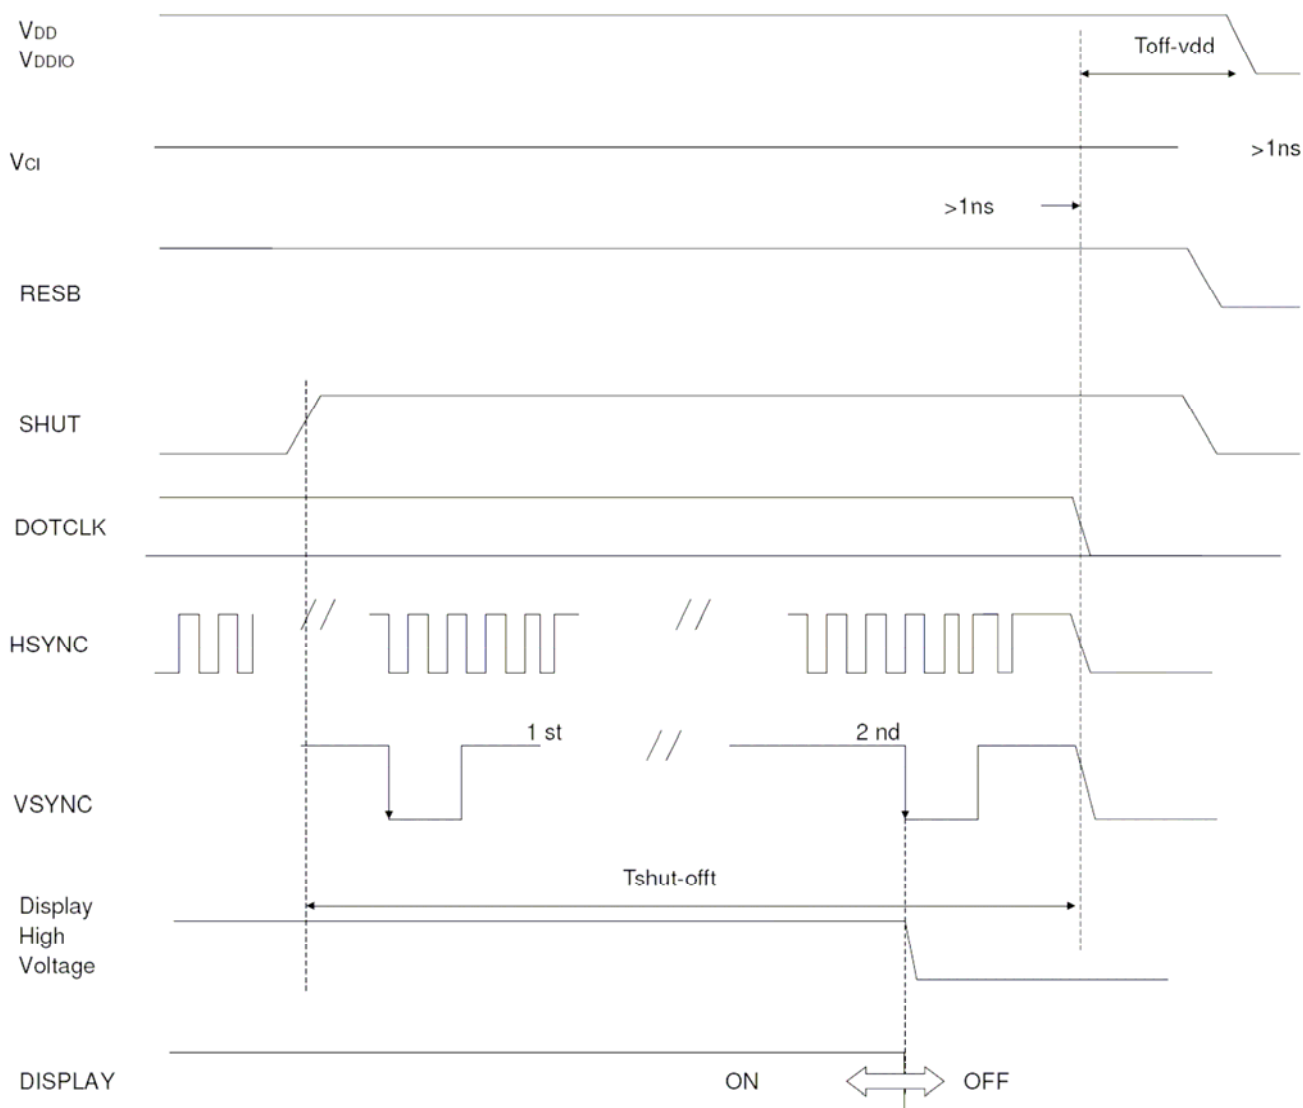 VDD
VDDIO
Toff-vdd
VCI
>1ns
>1ns
RESB
SHUT
DOTCLK
HSYNC
1 st
2 nd
VSYNC
Tshut-offt
Display
High
Voltage
DISPLAY
ON
OFF